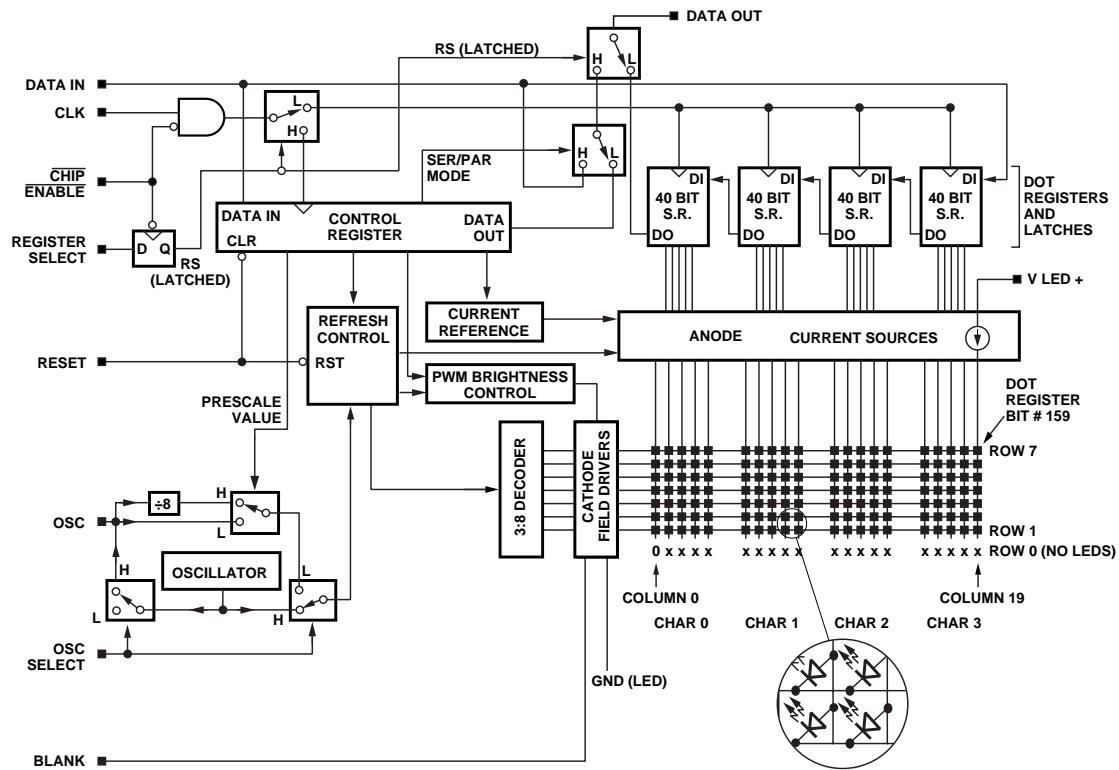 DATA OUT
RS (LATCHED)
H
L
DATA IN
CLK
L
H
CHIP
ENABLE
SER/PAR
MODE
H
L
DI
40 BIT
S.R.
DO
DI
40 BIT
S.R.
DI
40 BIT
S.R.
DI
40 BIT
S.R.
DOT
REGISTERS
AND
LATCHES
REGISTER
SELECT
D Q
RS
(LATCHED)
DATA IN
CLR
CONTROL
REGISTER
DATA
OUT
V LED +
REFRESH
CONTROL
RST
CURRENT
REFERENCE
ANODE CURRENT SOURCES
RESET
PWM BRIGHTNESS
CONTROL
PRESCALE
VALUE
DOT
REGISTER
BIT # 159
3:8 DECODER
CATHODE
FIELD DRIVERS
ROW 7
ROW 1
ROW 0 (NO LEDS)
0 x x x x x x x x x x x x x x x x x x x
H
÷8
L
OSC
OSCILLATOR
H
L
L
H
COLUMN 0
COLUMN 19
CHAR 0
CHAR 1
CHAR 2
CHAR 3
OSC
SELECT
GND (LED)
BLANK